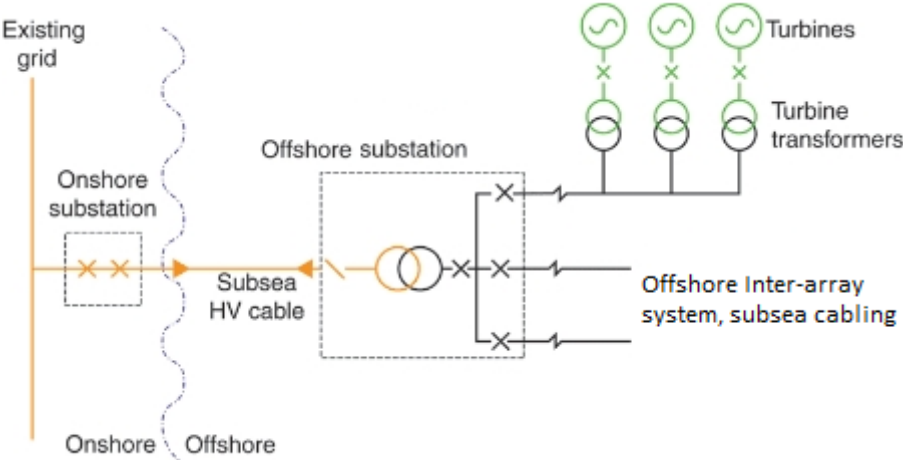 Existing
grid
Turbines
Turbine
transformers
Offshore substation
Onshore
substation
Subsea
HV cable
Offshore Inter-array
system, subsea cabling
Onshore
Offshore